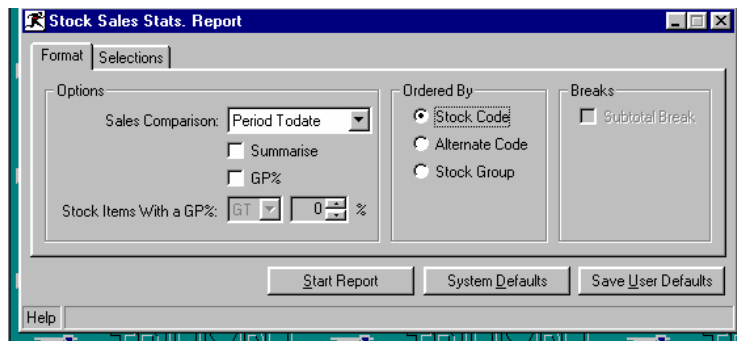 Stock Sales Stats. Report
Format Selections
Options
Sales Comparison: Period Todate
Summarise
GP%
Stock Items With a GP%: GT 0 %
Ordered By
Stock Code
Alternate Code
Stock Group
Breaks
Subtotal Break
Start Report System Defaults Save User Defaults
Help